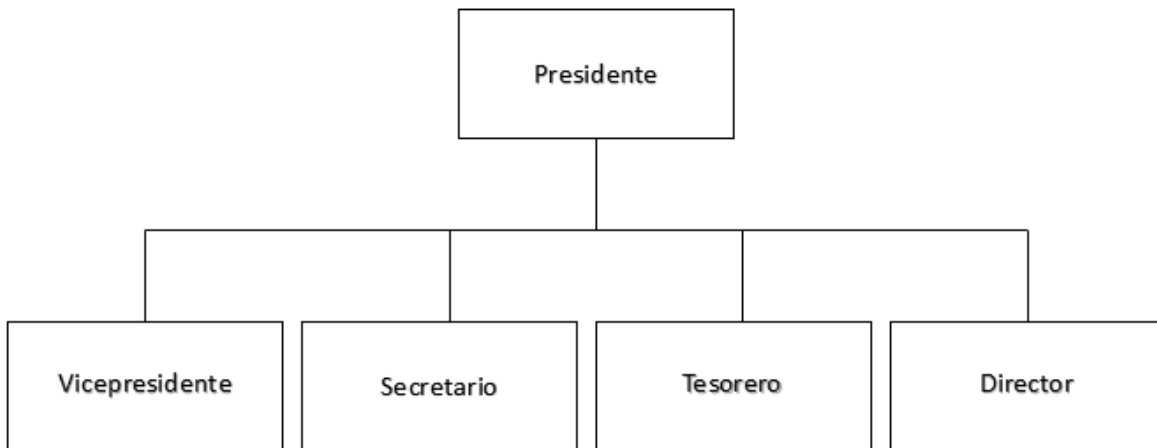 Presidente
Vicepresidente
Secretario
Tesorero
Director